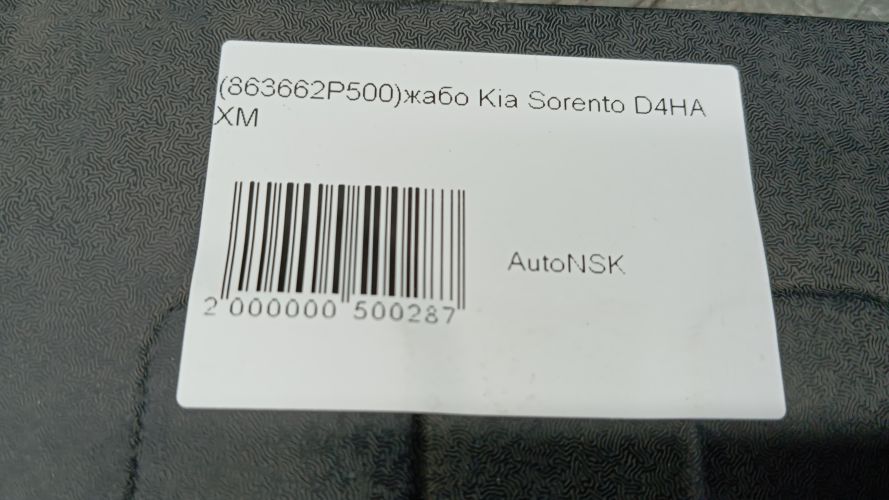 (863662P500)жабо Kia Sorento D4HA
XM
AutoNSK
2 000000 500287